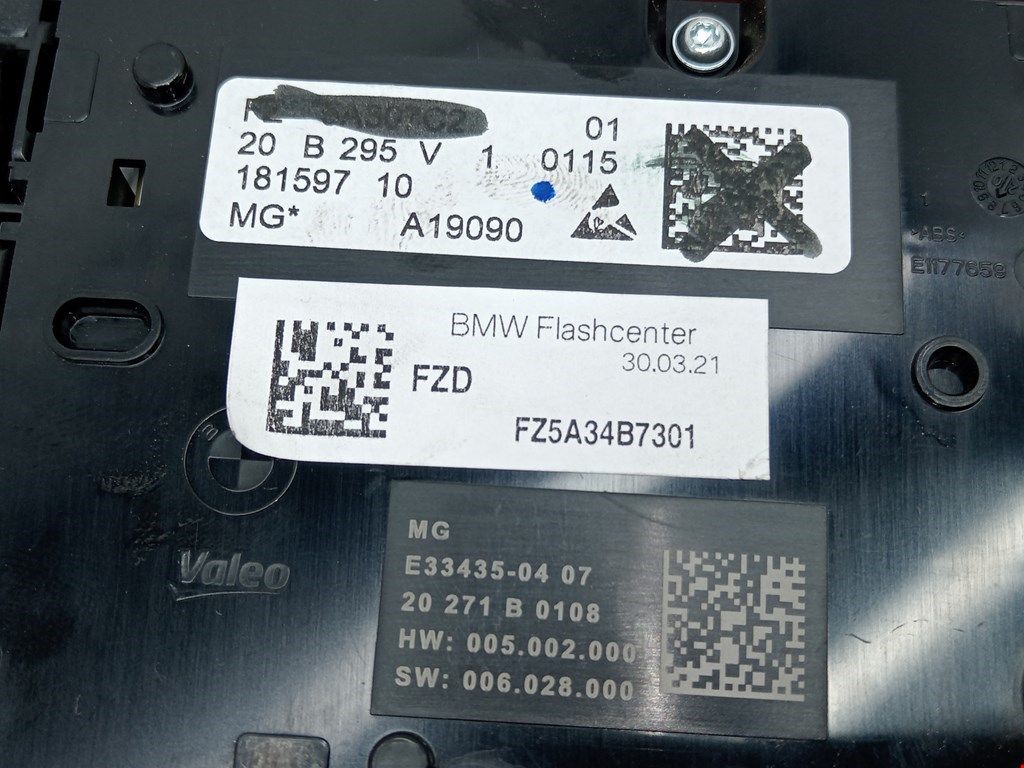 01
20 B 295 V 1 0115
181597 10
MG* A19090
>ABS<
E1177659
BMW Flashcenter
30.03.21
FZD
FZ5A34B7301
Valeo
MG
E33435-04 07
20 271 B 0108
HW: 005.002.000
SW: 006.028.000